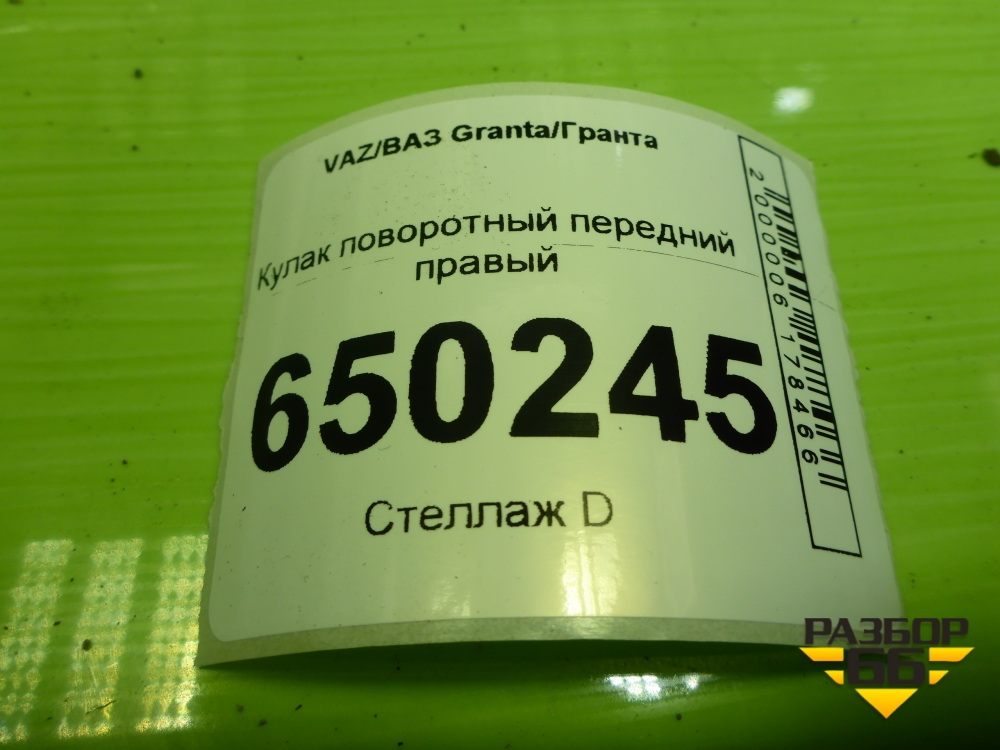 VAZ/ВАЗ Granta/Гранта
Кулак поворотный передний
правый
650245
Стеллаж D
2000006178466
РАЗБОР
66